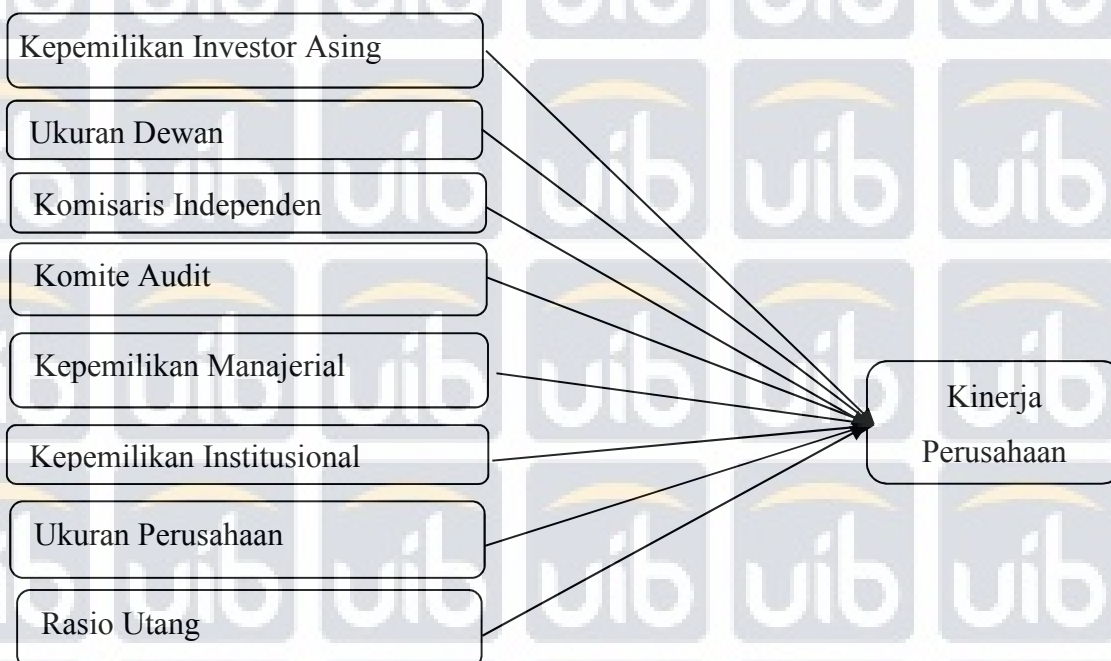 Kepemilikan Investor Asing
Ukuran Dewan
Komisaris Independen
Komite Audit
Kepemilikan Manajerial
Kepemilikan Institusional
Ukuran Perusahaan
Rasio Utang
Kinerja
Perusahaan
uib